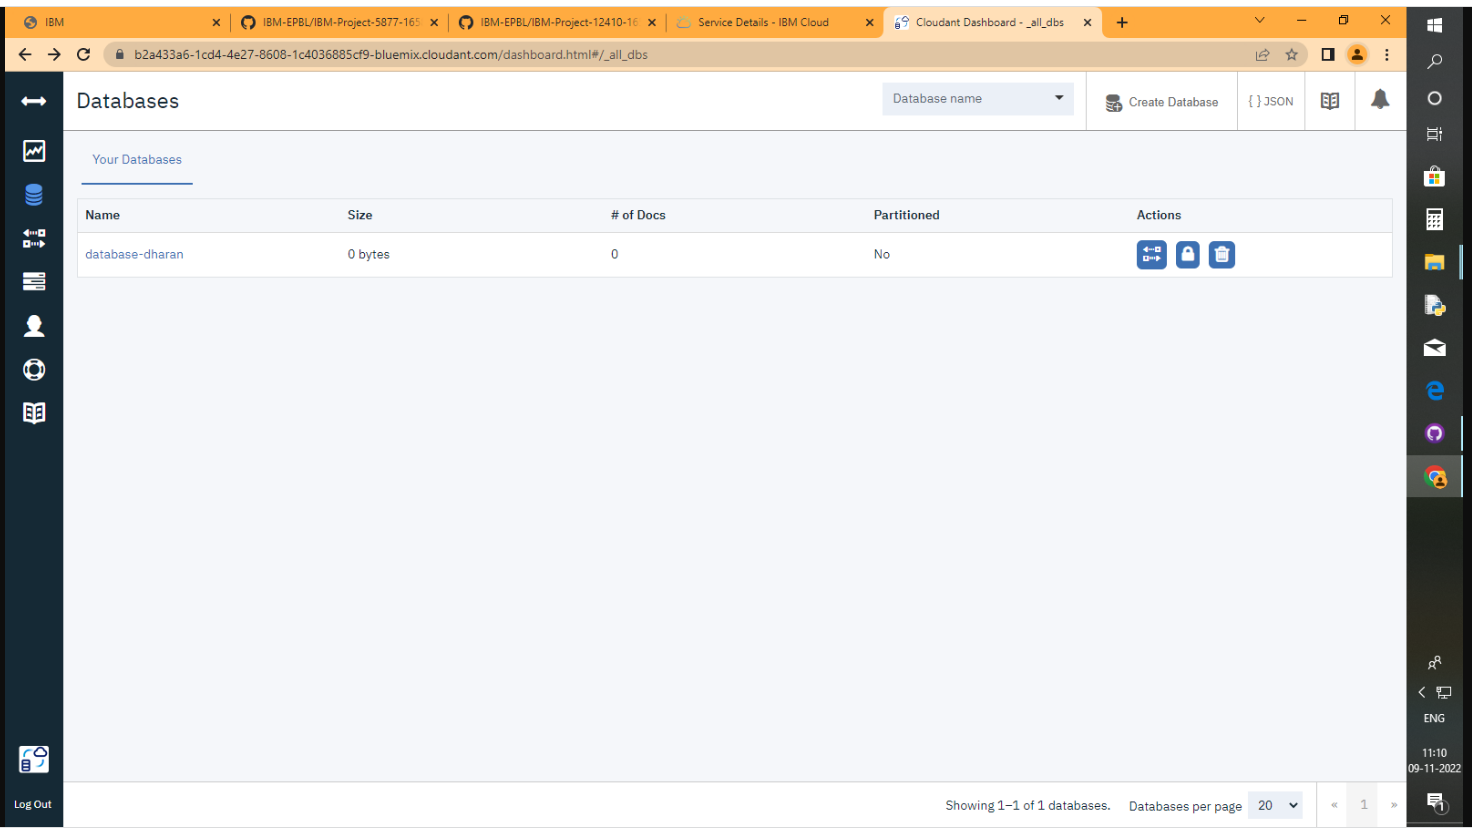 IBM
IBM-EPBL/IBM-Project-5877-165
IBM-EPBL/IBM-Project-12410-16
Service Details - IBM Cloud
Cloudant Dashboard - _all_dbs
b2a433a6-1cd4-4e27-8608-1c4036885cf9-bluemix.cloudant.com/dashboard.html#/_all_dbs
Databases
Database name
Create Database
{ } JSON
Your Databases
Name Size # of Docs Partitioned Actions
database-dharan 0 bytes 0 No
Log Out
Showing 1–1 of 1 databases.
Databases per page 20
« 1 »
ENG
11:10
09-11-2022
1